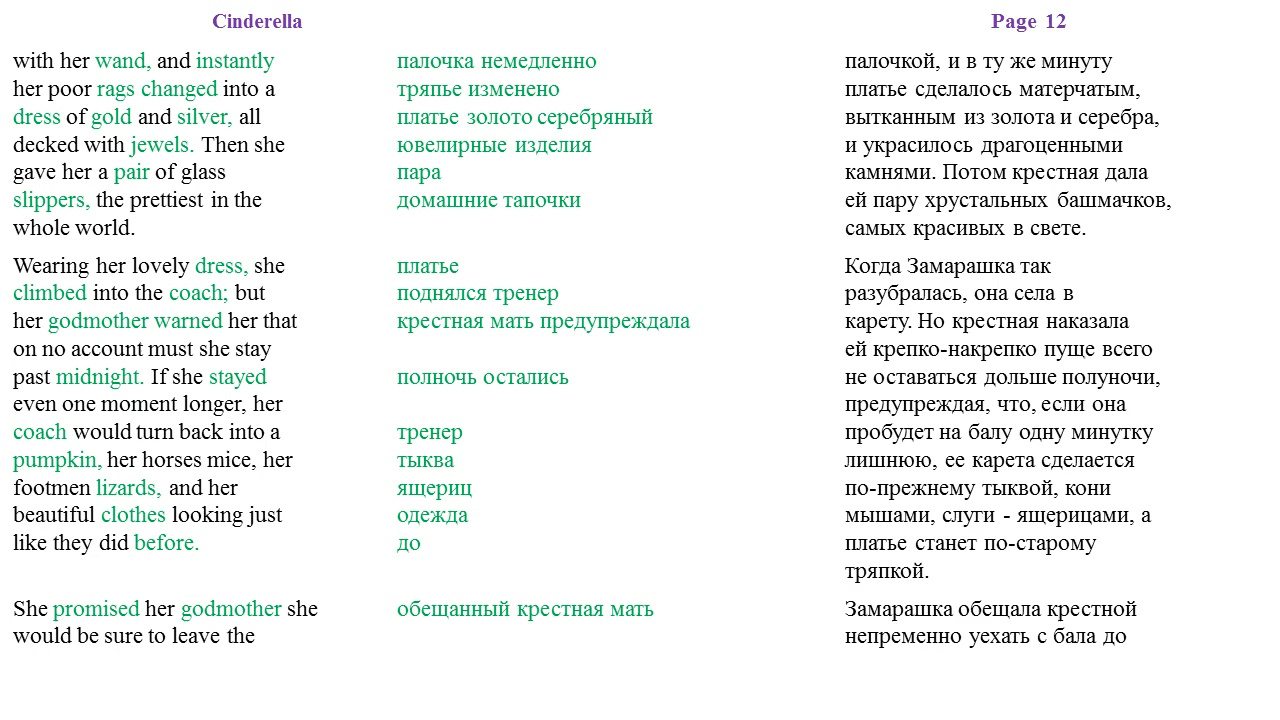 Cinderella
Page 12
with her wand, and instantly
her poor rags changed into a
dress of gold and silver, all
decked with jewels. Then she
gave her a pair of glass
slippers, the prettiest in the
whole world.
палочка немедленно
тряпье изменено
платье золото серебряный
ювелирные изделия
пара
домашние тапочки
палочкой, и в ту же минуту
платье сделалось матерчатым,
вытканным из золота и серебра,
и украсилось драгоценными
камнями. Потом крестная дала
ей пару хрустальных башмачков,
самых красивых в свете.
Wearing her lovely dress, she
climbed into the coach; but
her godmother warned her that
on no account must she stay
past midnight. If she stayed
even one moment longer, her
coach would turn back into a
pumpkin, her horses mice, her
footmen lizards, and her
beautiful clothes looking just
like they did before.
платье
поднялся тренер
крестная мать предупреждала
полночь остались
тренер
тыква
ящериц
одежда
до
Когда Замарашка так
разубралась, она села в
карету. Но крестная наказала
ей крепко-накрепко пуще всего
не оставаться дольше полуночи,
предупреждая, что, если она
пробудет на балу одну минутку
лишнюю, ее карета сделается
по-прежнему тыквой, кони
мышами, слуги - ящерицами, а
платье станет по-старому
тряпкой.
She promised her godmother she
would be sure to leave the
обещанный крестная мать
Замарашка обещала крестной
непременно уехать с бала до